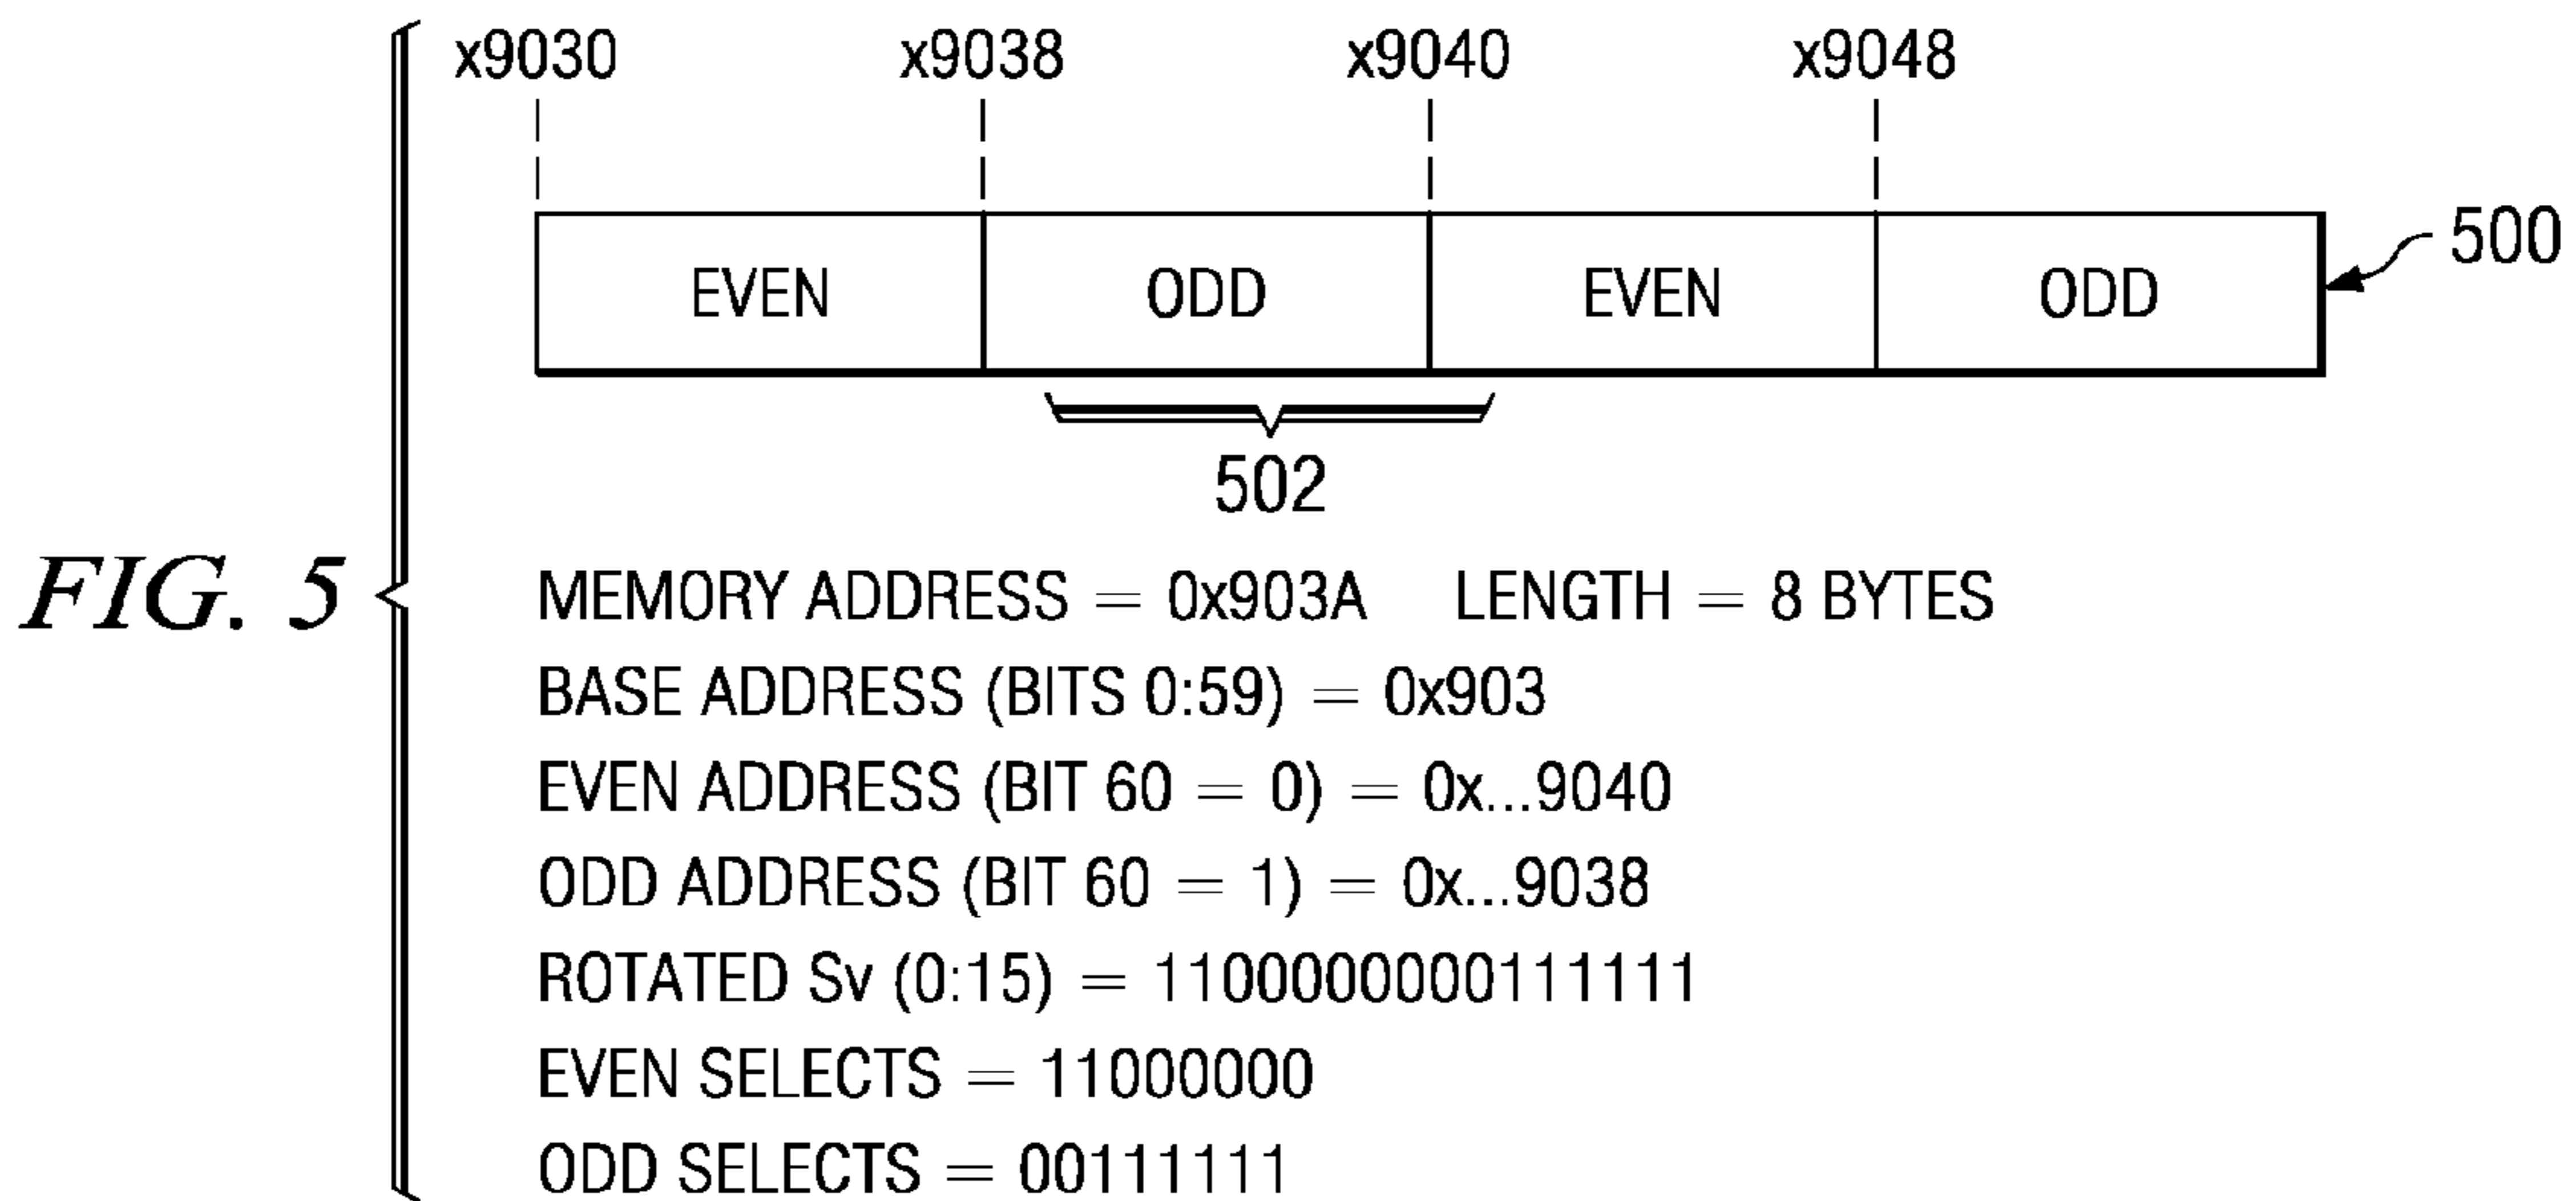 x9030 x9038 x9040 x9048
EVEN ODD EVEN ODD 500
502
FIG. 5
MEMORY ADDRESS = 0x903A LENGTH = 8 BYTES
BASE ADDRESS (BITS 0:59) = 0x903
EVEN ADDRESS (BIT 60 = 0) = 0x...9040
ODD ADDRESS (BIT 60 = 1) = 0x...9038
ROTATED Sv (0:15) = 1100000000111111
EVEN SELECTS = 11000000
ODD SELECTS = 00111111